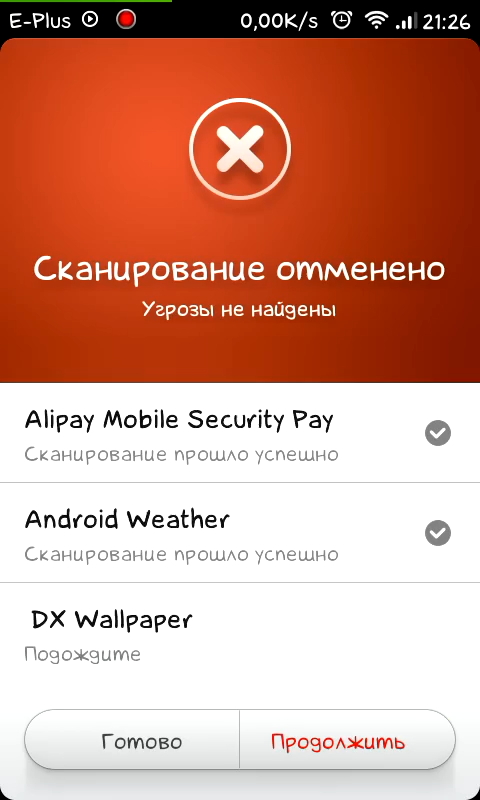 E-Plus 0,00K/s 21:26
Сканирование отменено
Угрозы не найдены
Alipay Mobile Security Pay
Сканирование прошло успешно
Android Weather
Сканирование прошло успешно
DX Wallpaper
Подождите
Готово Продолжить